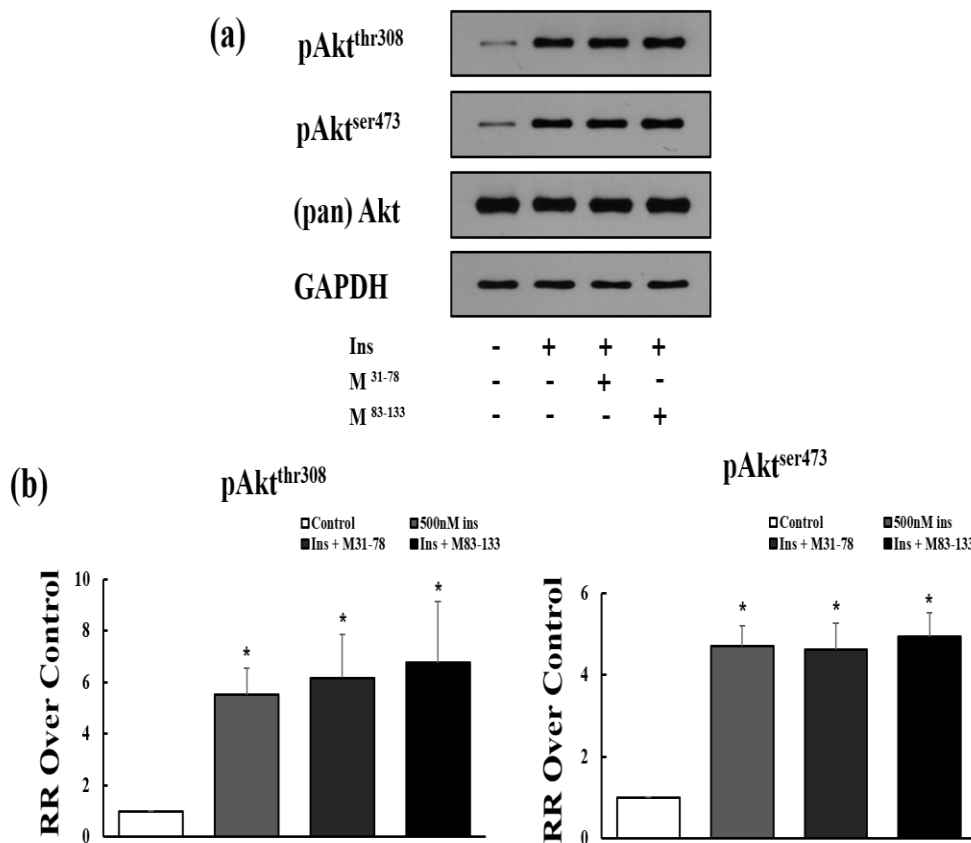 (a)
pAkt^thr308
pAkt^ser473
(pan) Akt
GAPDH
Ins - + + +
M 31-78 - - + -
M 83-133 - - - +
(b)
pAkt^thr308
Control 500nM ins
Ins + M31-78 Ins + M83-133
RR Over Control
10
8
6
4
2
0
* * *
pAkt^ser473
Control 500nM ins
Ins + M31-78 Ins + M83-133
RR Over Control
6
4
2
0
* * *